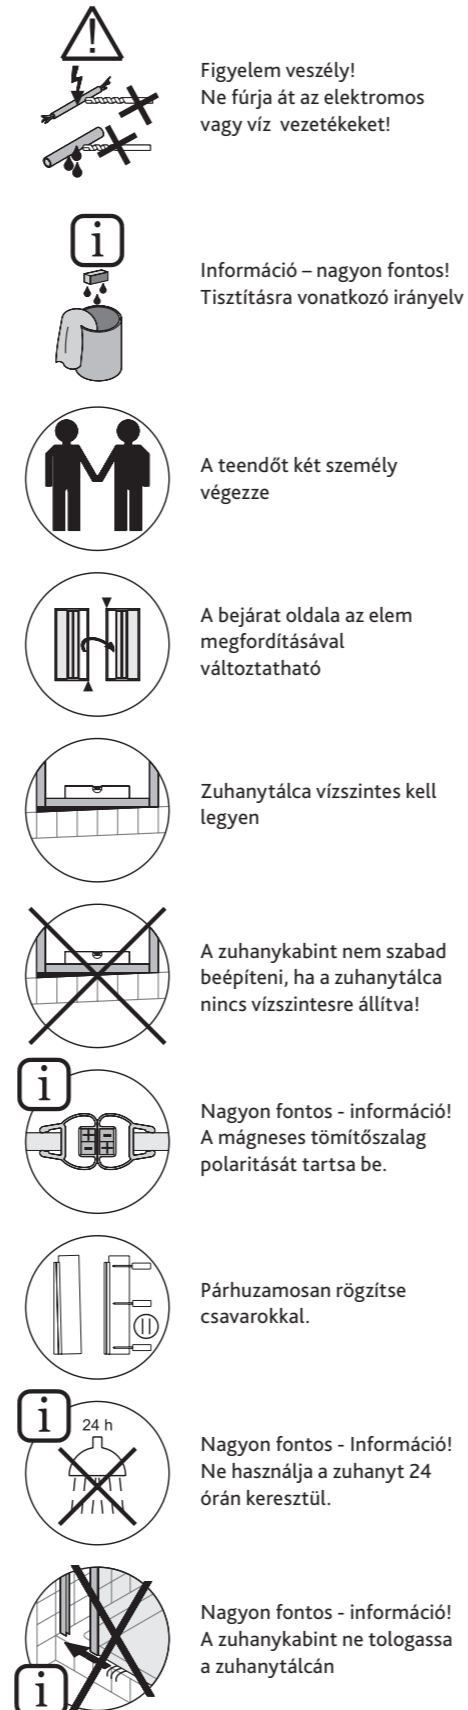 Figyelem veszély!
Ne fúrja át az elektromos
vagy víz vezetékeket!
i
Információ – nagyon fontos!
Tisztításra vonatkozó irányelv
A teendőt két személy
végezze
A bejárat oldala az elem
megfordításával
változtatható
Zuhanytálca vízszintes kell
legyen
A zuhanykabint nem szabad
beépíteni, ha a zuhanytálca
nincs vízszintesre állítva!
i
Nagyon fontos - információ!
A mágneses tömítőszalag
polaritását tartsa be.
Párhuzamosan rögzítse
csavarokkal.
i
24 h
Nagyon fontos - Információ!
Ne használja a zuhanyt 24
órán keresztül.
Nagyon fontos - információ!
A zuhanykabint ne tologassa
a zuhanytálcán
i